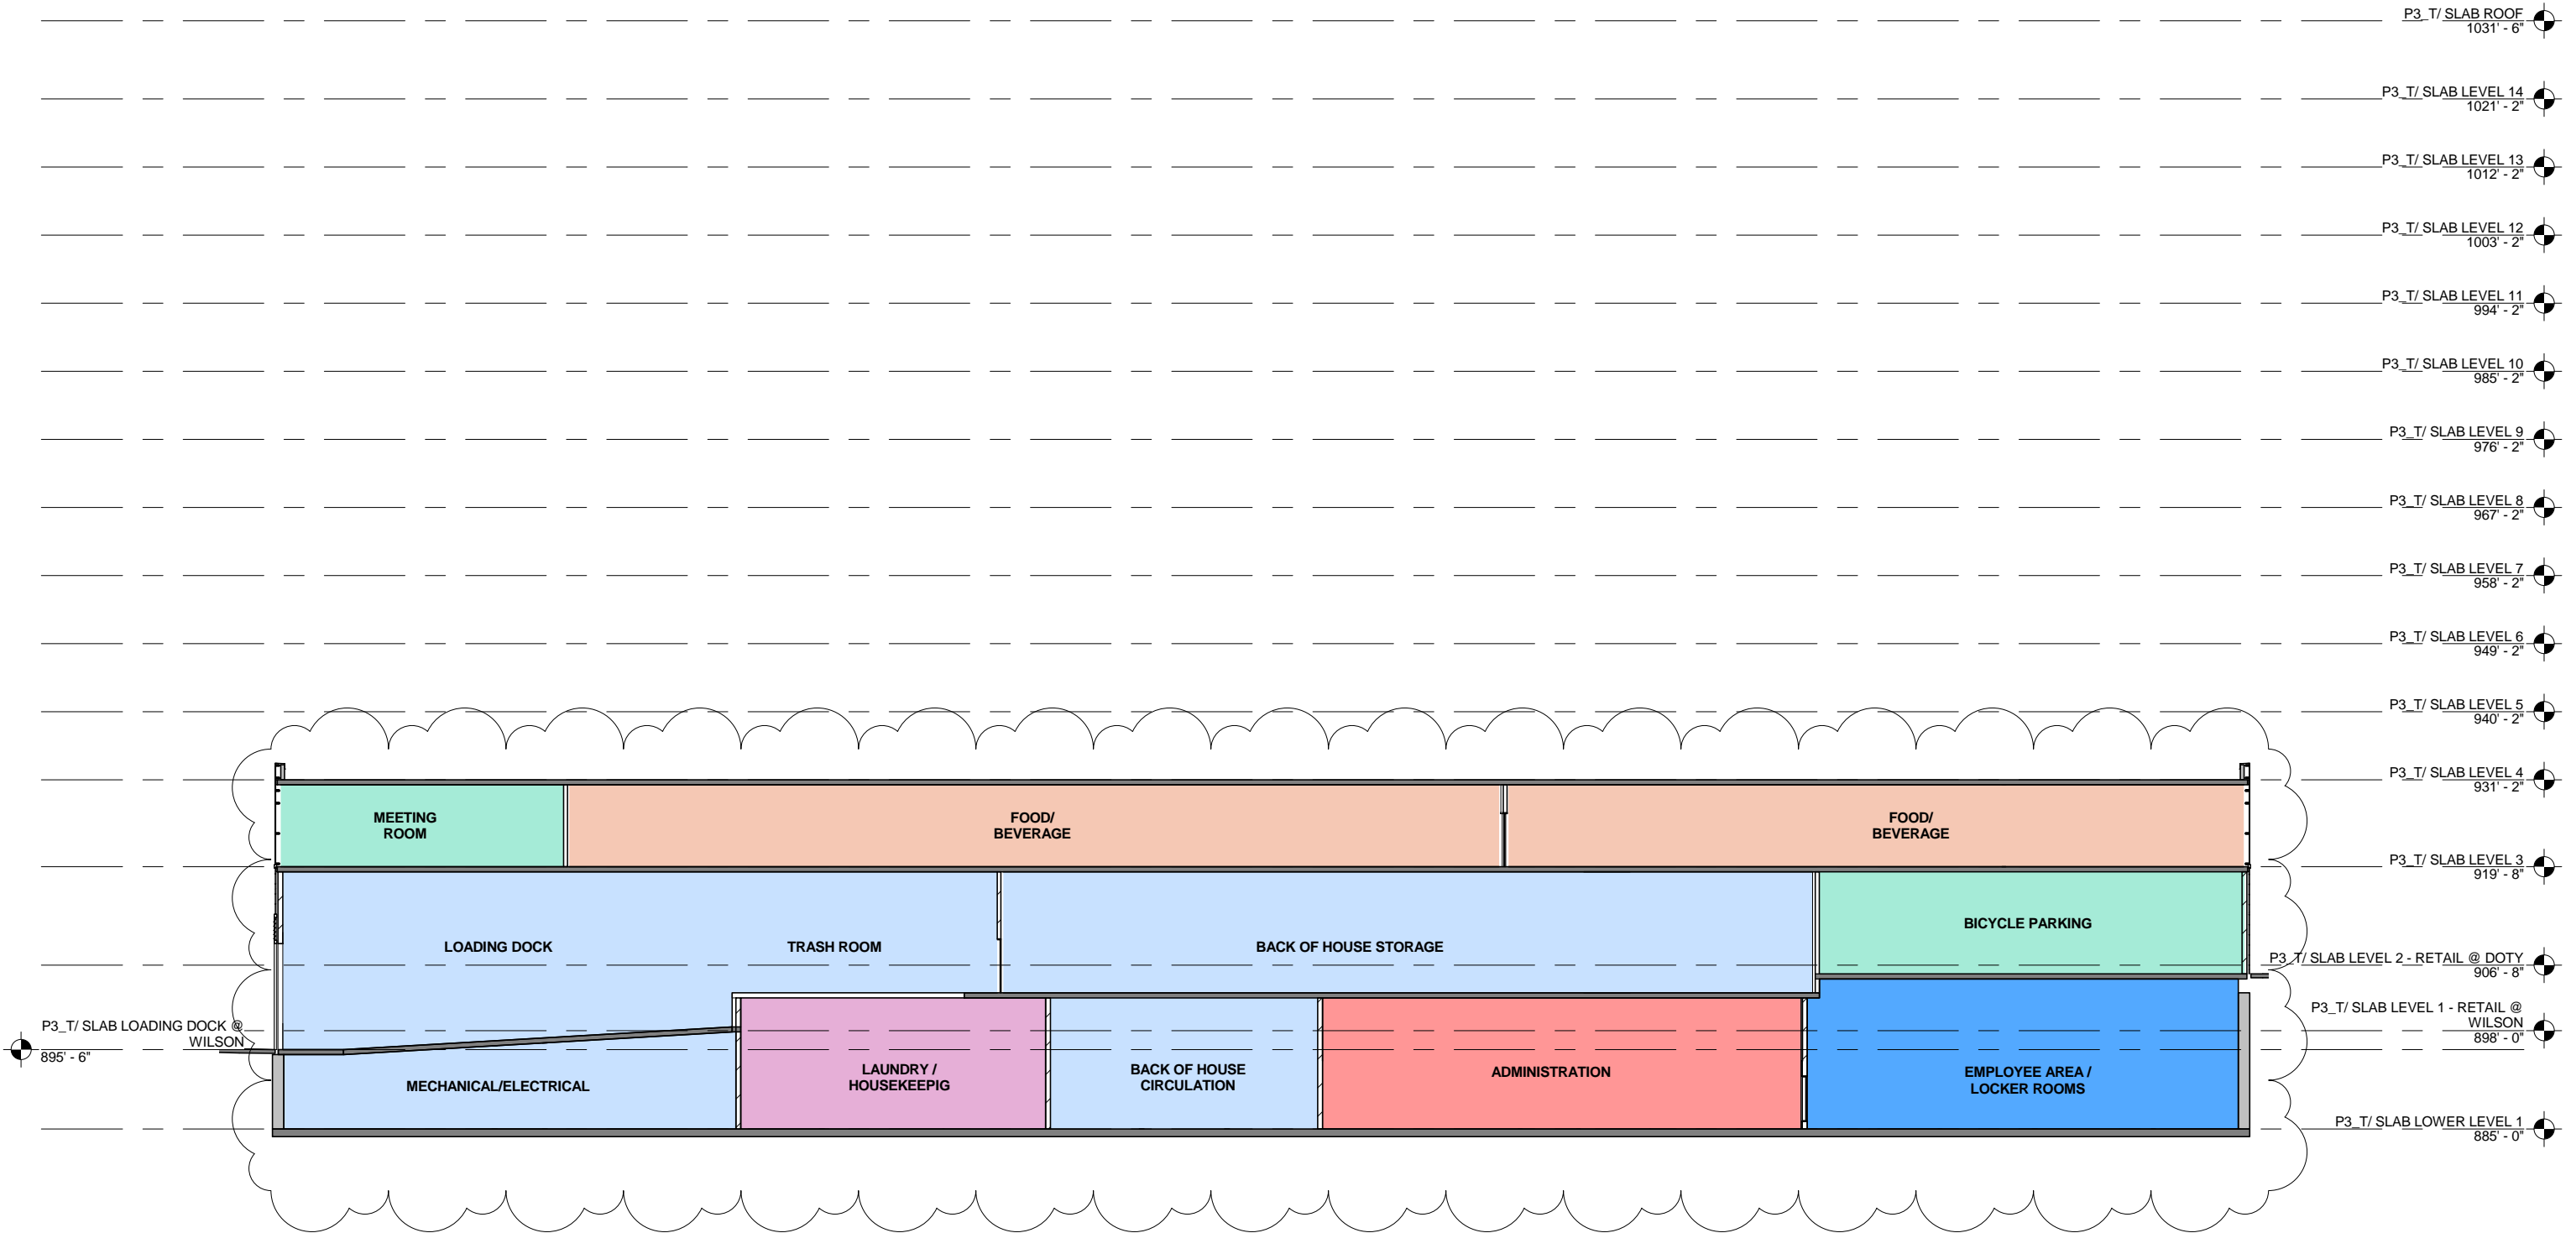 P3_T/ SLAB ROOF
1031' - 6"
P3_T/ SLAB LEVEL 14
1021' - 2"
P3_T/ SLAB LEVEL 13
1012' - 2"
P3_T/ SLAB LEVEL 12
1003' - 2"
P3_T/ SLAB LEVEL 11
994' - 2"
P3_T/ SLAB LEVEL 10
985' - 2"
P3_T/ SLAB LEVEL 9
976' - 2"
P3_T/ SLAB LEVEL 8
967' - 2"
P3_T/ SLAB LEVEL 7
958' - 2"
P3_T/ SLAB LEVEL 6
949' - 2"
P3_T/ SLAB LEVEL 5
940' - 2"
P3_T/ SLAB LEVEL 4
931' - 2"
MEETING
ROOM
FOOD/
BEVERAGE
FOOD/
BEVERAGE
P3_T/ SLAB LEVEL 3
919' - 8"
LOADING DOCK
TRASH ROOM
BACK OF HOUSE STORAGE
BICYCLE PARKING
P3_T/ SLAB LEVEL 2 - RETAIL @ DOTY
906' - 8"
P3_T/ SLAB LOADING DOCK @
WILSON
895' - 6"
P3_T/ SLAB LEVEL 1 - RETAIL @
WILSON
898' - 0"
MECHANICAL/ELECTRICAL
LAUNDRY /
HOUSEKEEPIG
BACK OF HOUSE
CIRCULATION
ADMINISTRATION
EMPLOYEE AREA /
LOCKER ROOMS
P3_T/ SLAB LOWER LEVEL 1
885' - 0"